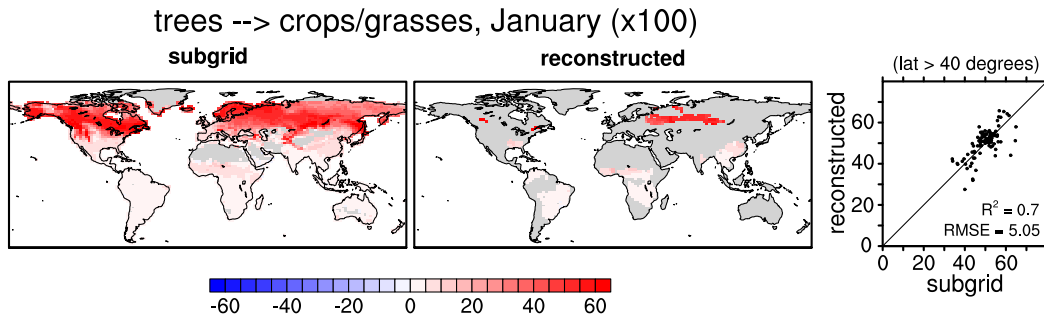 trees --> crops/grasses, January (x100)
subgrid
reconstructed
(lat > 40 degrees)
reconstructed
60
40
20
0
R² = 0.7
RMSE = 5.05
0 20 40 60
subgrid
-60 -40 -20 0 20 40 60